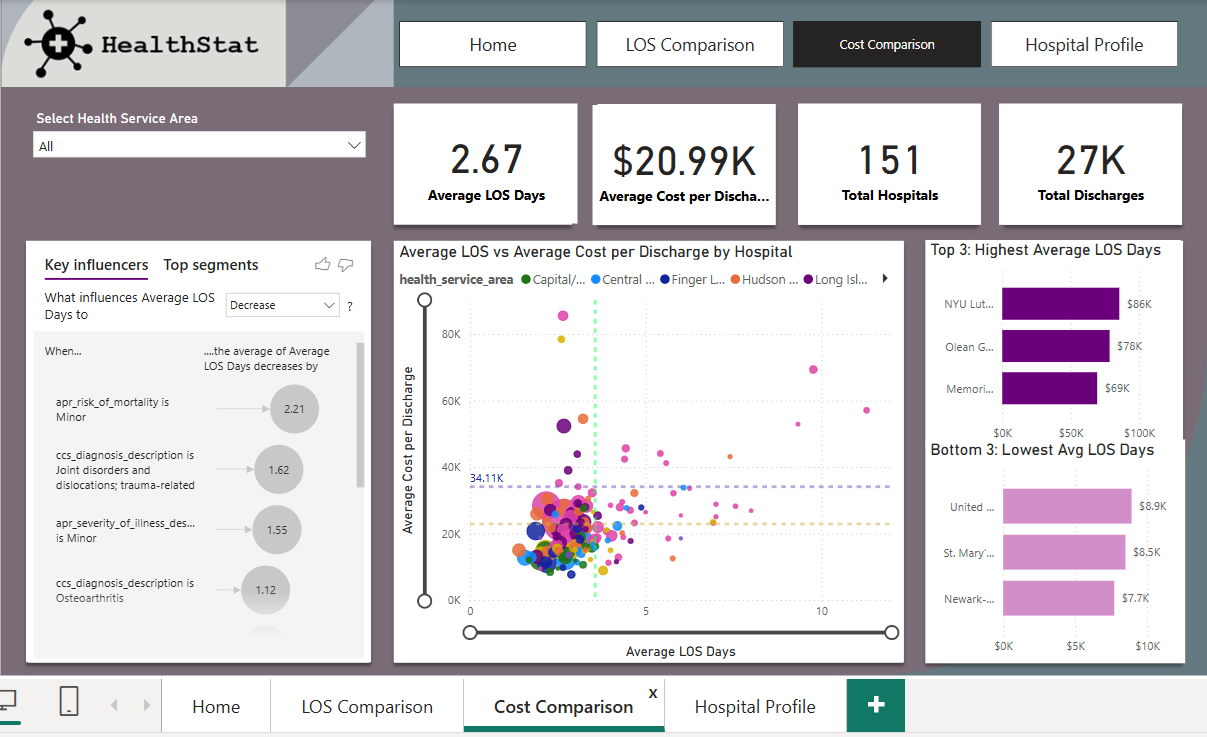 HealthStat
Home
LOS Comparison
Cost Comparison
Hospital Profile
Select Health Service Area
All
2.67
Average LOS Days
$20.99K
Average Cost per Discha...
151
Total Hospitals
27K
Total Discharges
Key influencers
Top segments
What influences Average LOS
Days to
Decrease
?
When...
....the average of Average
LOS Days decreases by
apr_risk_of_mortality is
Minor
2.21
ccs_diagnosis_description is
Joint disorders and
dislocations; trauma-related
1.62
apr_severity_of_illness_des...
is Minor
1.55
ccs_diagnosis_description is
Osteoarthritis
1.12
Average LOS vs Average Cost per Discharge by Hospital
health_service_area
Capital/...
Central ...
Finger L...
Hudson ...
Long Isl...
Average Cost per Discharge
80K
60K
40K
34.11K
20K
0K
0
5
10
Average LOS Days
Top 3: Highest Average LOS Days
NYU Lut...
$86K
Olean G...
$78K
Memori...
$69K
$0K
$50K
$100K
Bottom 3: Lowest Avg LOS Days
United ...
$8.9K
St. Mary'...
$8.5K
Newark-...
$7.7K
$0K
$5K
$10K
Home
LOS Comparison
Cost Comparison
x
Hospital Profile
+